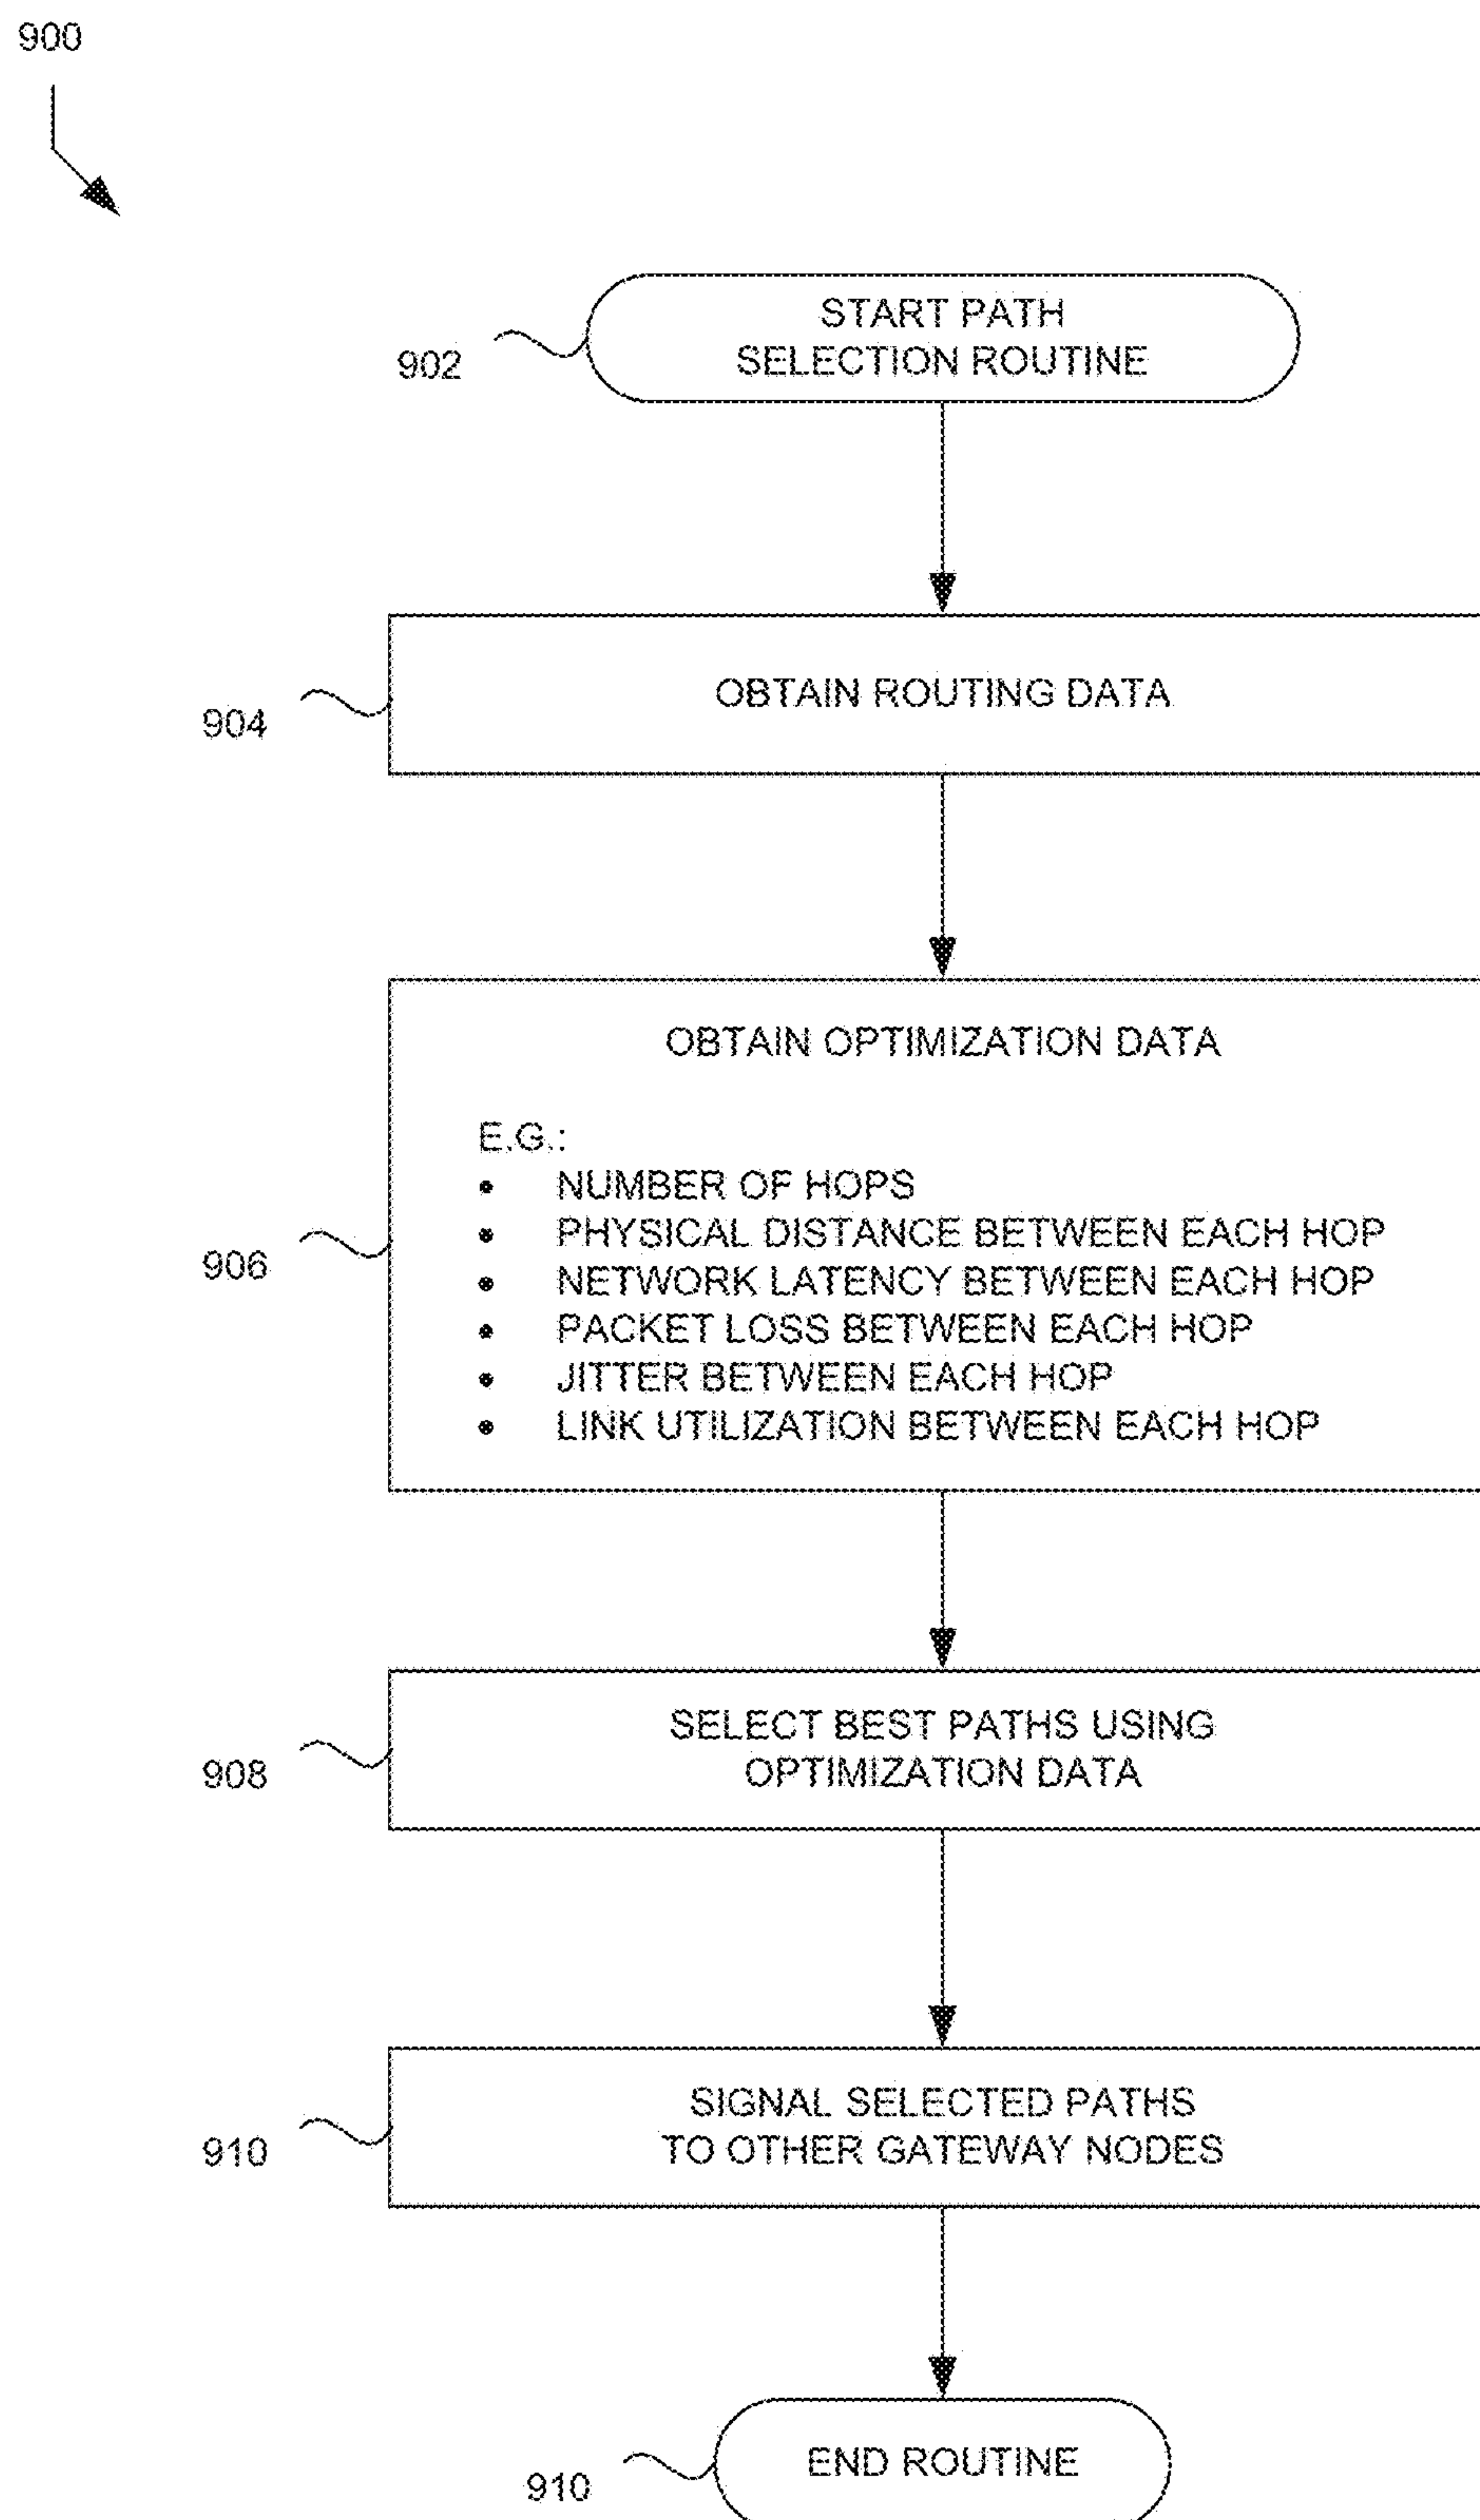 900
START PATH
SELECTION ROUTINE
902
OBTAIN ROUTING DATA
904
OBTAIN OPTIMIZATION DATA
E.G.:
• NUMBER OF HOPS
• PHYSICAL DISTANCE BETWEEN EACH HOP
• NETWORK LATENCY BETWEEN EACH HOP
• PACKET LOSS BETWEEN EACH HOP
• JITTER BETWEEN EACH HOP
• LINK UTILIZATION BETWEEN EACH HOP
906
SELECT BEST PATHS USING
OPTIMIZATION DATA
908
SIGNAL SELECTED PATHS
TO OTHER GATEWAY NODES
910
END ROUTINE
910